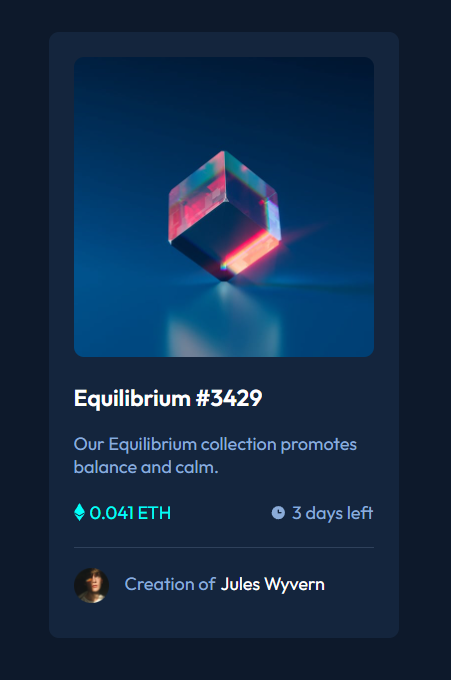 Equilibrium #3429
Our Equilibrium collection promotes
balance and calm.
0.041 ETH 3 days left
Creation of Jules Wyvern